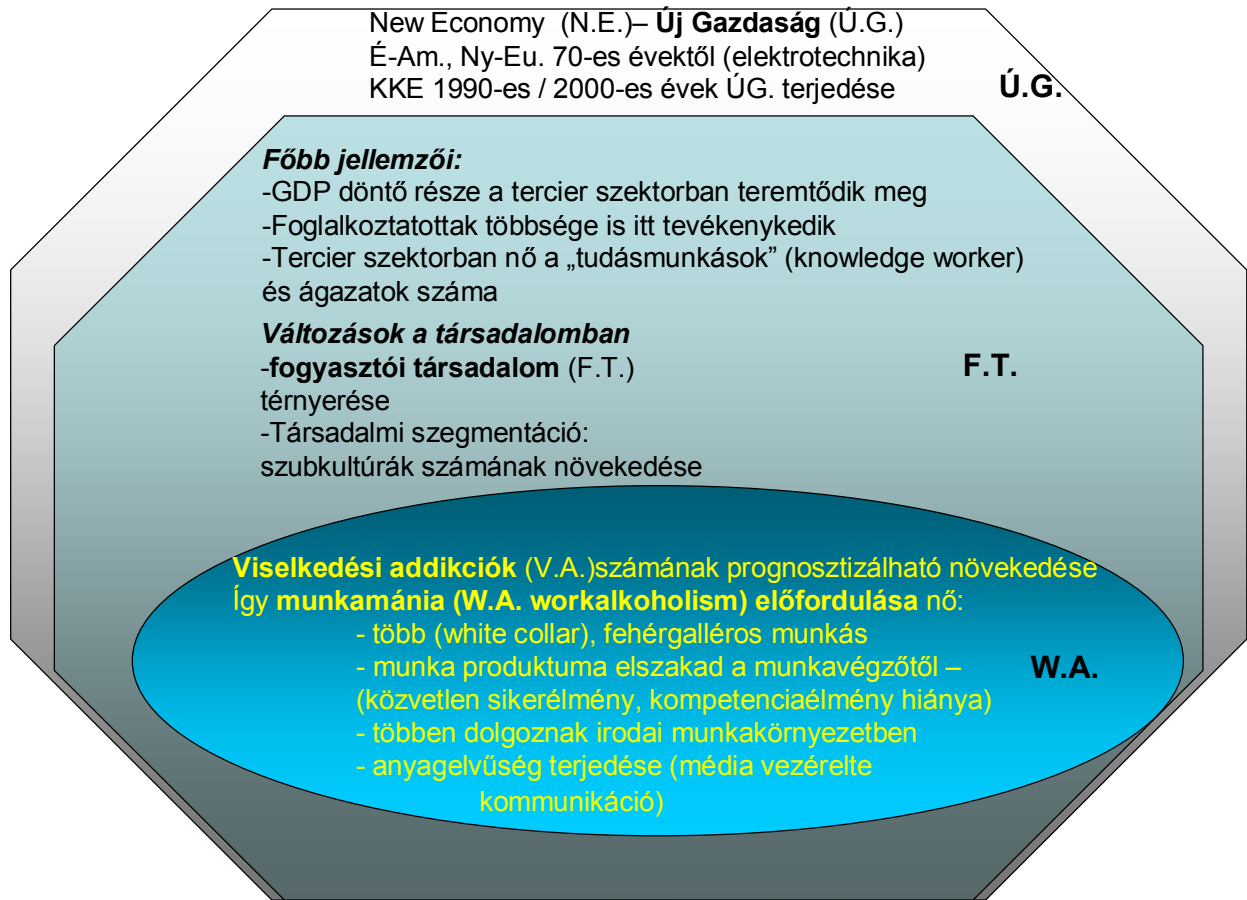 New Economy (N.E.)– Új Gazdaság (Ú.G.)
É-Am., Ny-Eu. 70-es évektől (elektrotechnika)
KKE 1990-es / 2000-es évek ÚG. terjedése
Ú.G.
Főbb jellemzői:
-GDP döntő része a tercier szektorban teremtődik meg
-Foglalkoztatottak többsége is itt tevékenykedik
-Tercier szektorban nő a „tudásmunkások” (knowledge worker)
és ágazatok száma
Változások a társadalomban
-fogyasztói társadalom (F.T.)
F.T.
térnyerése
-Társadalmi szegmentáció:
szubkultúrák számának növekedése
Viselkedési addikciók (V.A.)számának prognosztizálható növekedése
Így munkamánia (W.A. workalkoholism) előfordulása nő:
- több (white collar), fehérgalléros munkás
- munka produktuma elszakad a munkavégzőtől –
W.A.
(közvetlen sikerélmény, kompetenciaélmény hiánya)
- többen dolgoznak irodai munkakörnyezetben
- anyagelvűség terjedése (média vezérelte
kommunikáció)